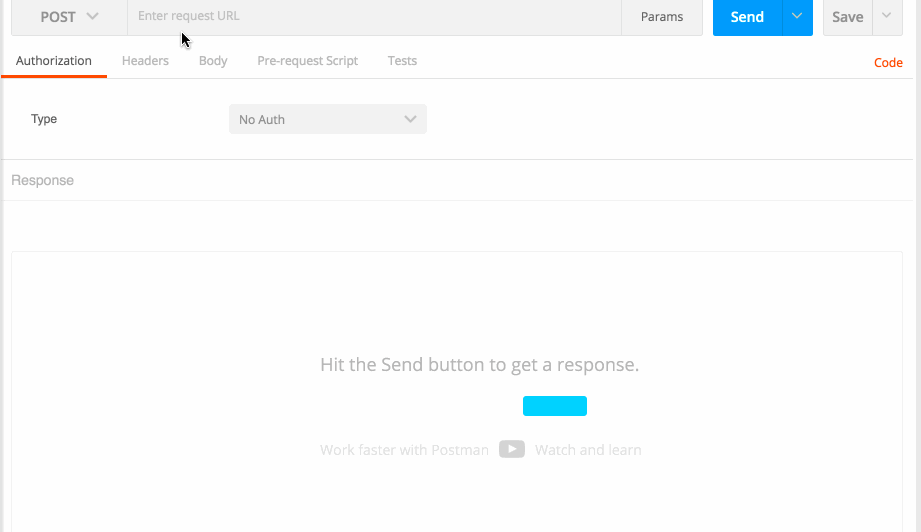 POST Enter request URL Params Send Save
Authorization Headers Body Pre-request Script Tests Code
Type No Auth
Response
Hit the Send button to get a response.
Work faster with Postman Watch and learn